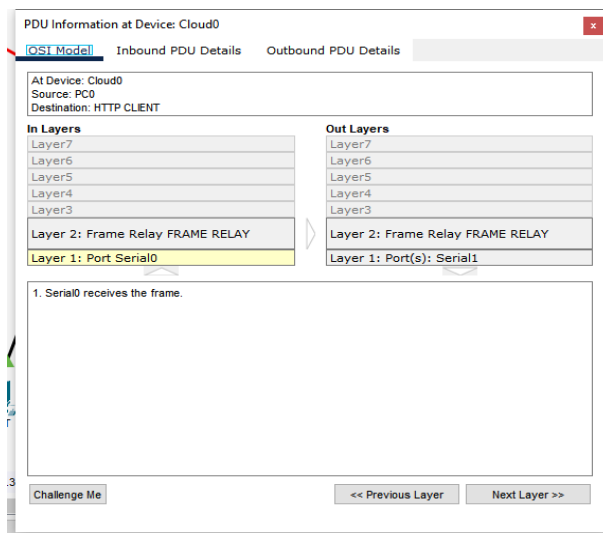 PDU Information at Device: Cloud0
x
OSI Model Inbound PDU Details Outbound PDU Details
At Device: Cloud0
Source: PC0
Destination: HTTP CLIENT
In Layers
Layer7
Layer6
Layer5
Layer4
Layer3
Layer 2: Frame Relay FRAME RELAY
Layer 1: Port Serial0
Out Layers
Layer7
Layer6
Layer5
Layer4
Layer3
Layer 2: Frame Relay FRAME RELAY
Layer 1: Port(s): Serial1
1. Serial0 receives the frame.
T
.3
Challenge Me << Previous Layer Next Layer >>